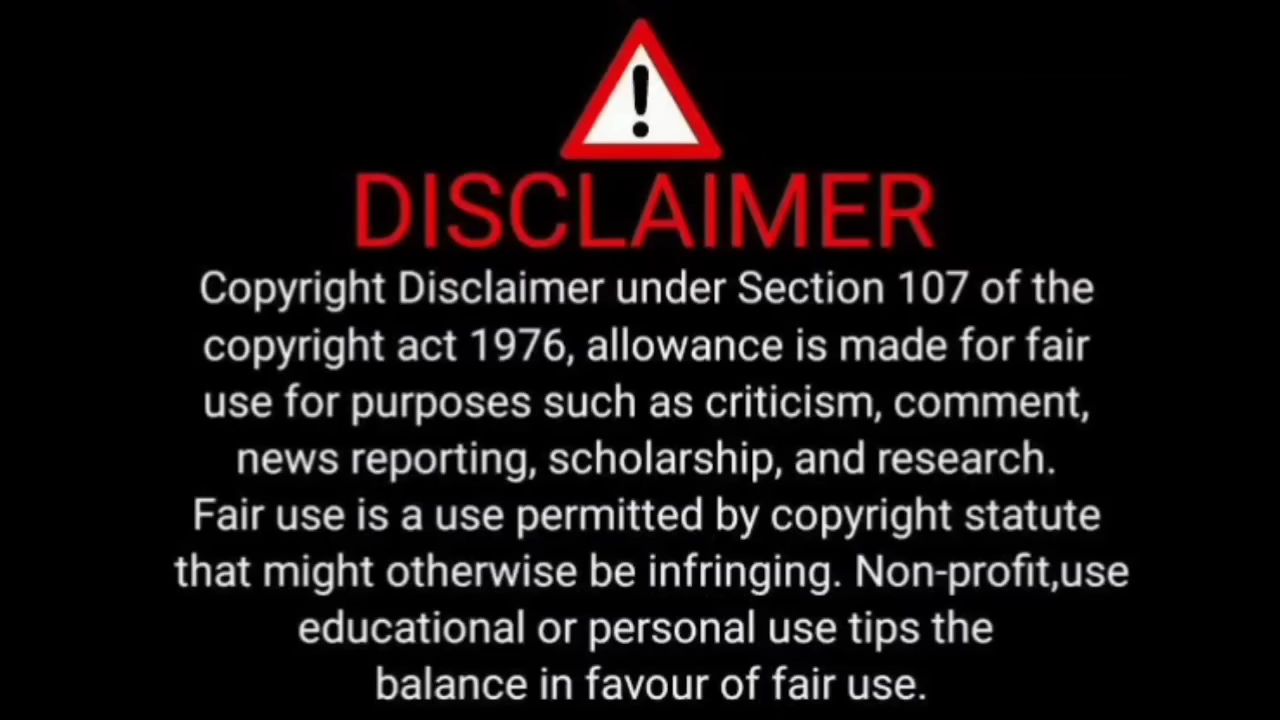 DISCLAIMER
Copyright Disclaimer under Section 107 of the
copyright act 1976, allowance is made for fair
use for purposes such as criticism, comment,
news reporting, scholarship, and research.
Fair use is a use permitted by copyright statute
that might otherwise be infringing. Non-profit,use
educational or personal use tips the
balance in favour of fair use.